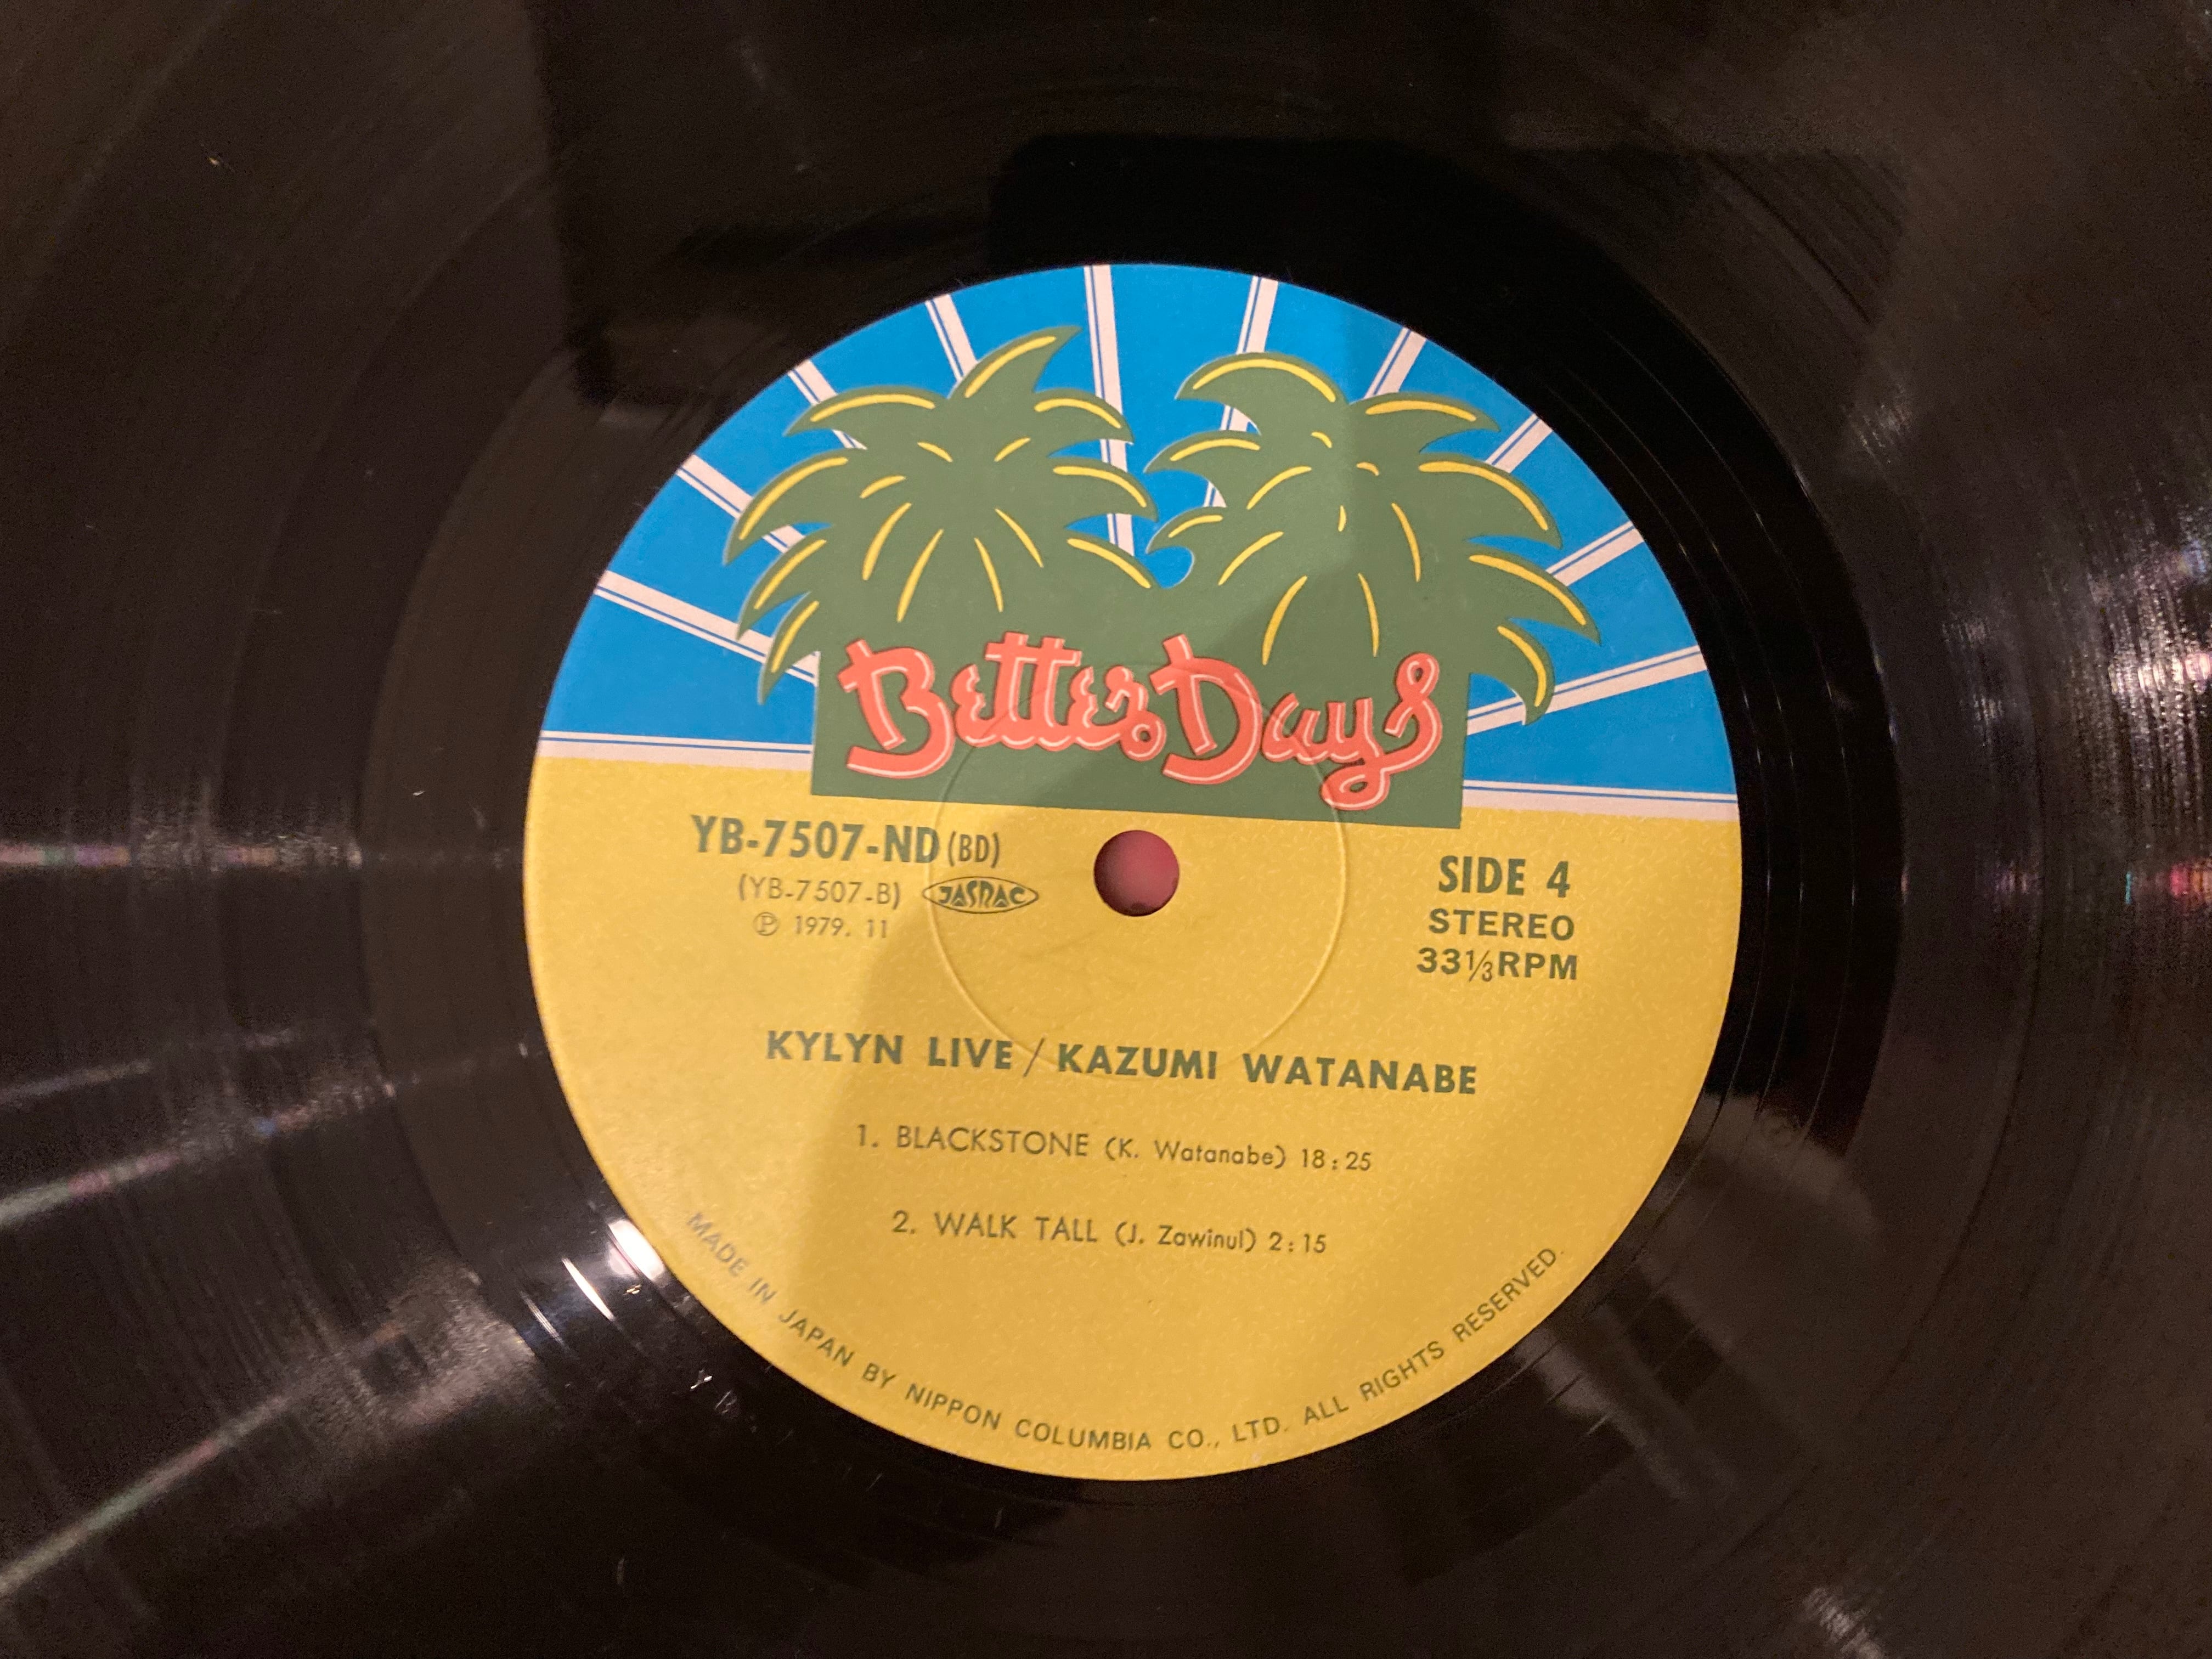 Better Days
YB-7507-ND (BD)
(YB-7507-B) JASRAC
Ⓟ 1979. 11
SIDE 4
STEREO
33⅓RPM
KYLYN LIVE / KAZUMI WATANABE
1. BLACKSTONE (K. Watanabe) 18:25
2. WALK TALL (J. Zawinul) 2:15
MADE IN JAPAN BY NIPPON COLUMBIA CO., LTD. ALL RIGHTS RESERVED.